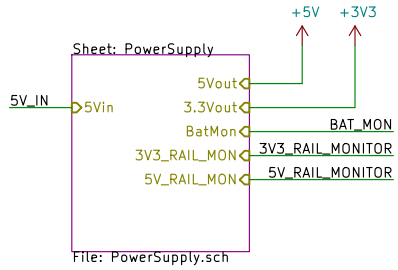 +5V
+3V3
Sheet: PowerSupply
5Vout
5V_IN
5Vin
3.3Vout
BatMon
BAT_MON
3V3_RAIL_MON
3V3_RAIL_MONITOR
5V_RAIL_MON
5V_RAIL_MONITOR
File: PowerSupply.sch